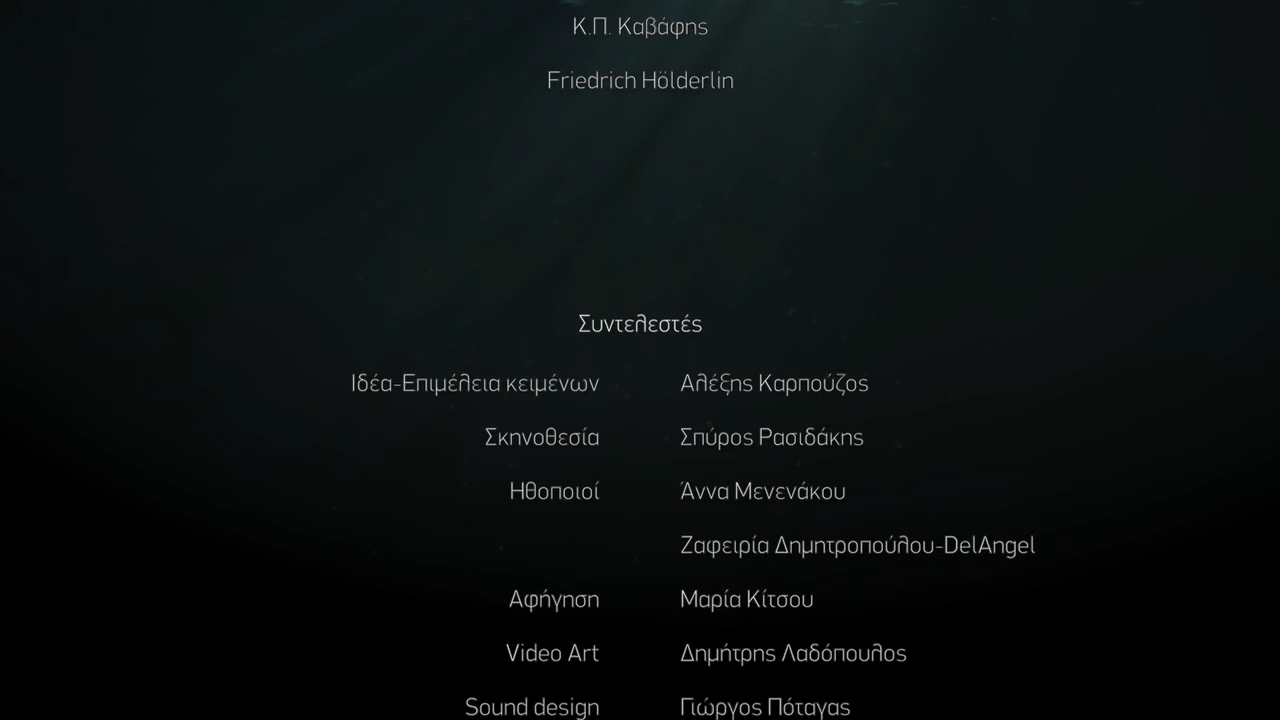 Κ.Π. Καβάφης
Friedrich Hölderlin
Συντελεστές
Ιδέα-Επιμέλεια κειμένων Αλέξης Καρπούζος
Σκηνοθεσία Σπύρος Ρασιδάκης
Ηθοποιοί Άννα Μενενάκου
Ζαφειρία Δημητροπούλου-DelAngel
Αφήγηση Μαρία Κίτσου
Video Art Δημήτρης Λαδόπουλος
Sound design Γιώργος Πόταγας